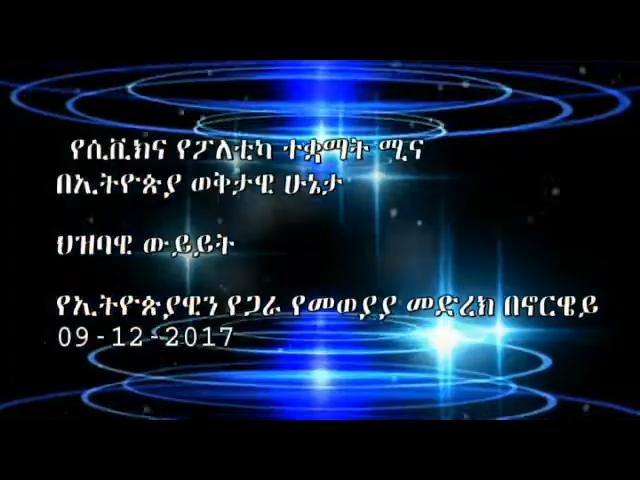 የሲቪክና የፖለቲካ ተቋማት ሚና
በኢትዮጵያ ወቅታዊ ሁኔታ
ህዝባዊ ውይይት
የኢትዮጵያዊን የጋራ የመወያያ መድረክ በኖርዌይ
09-12-2017